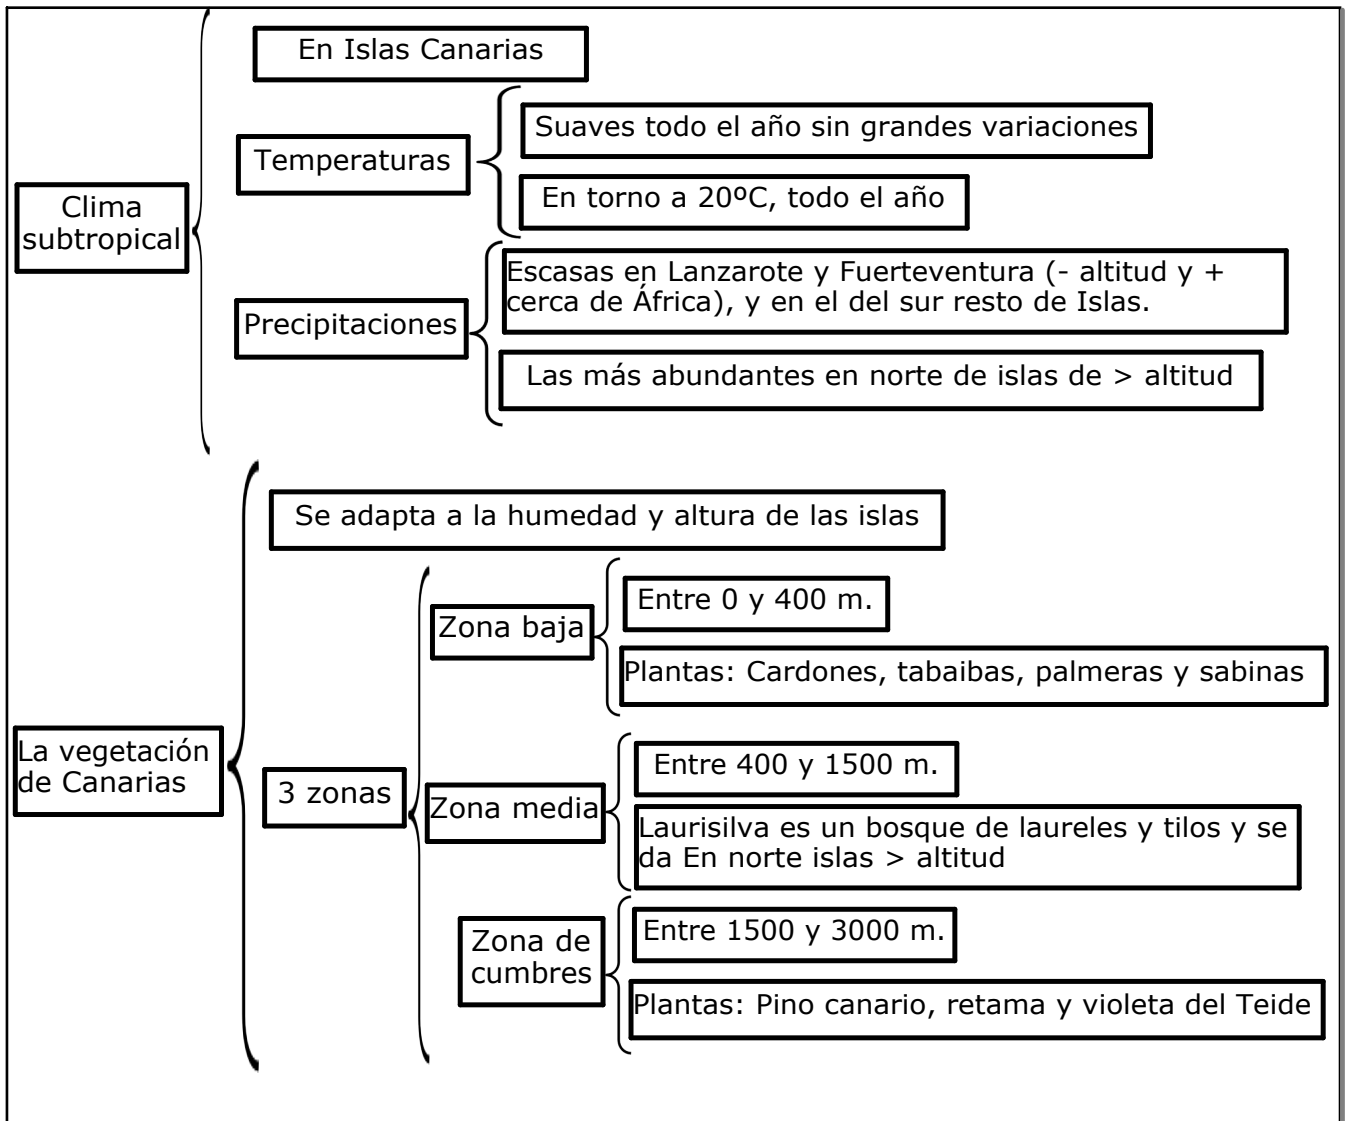 En Islas Canarias
Suaves todo el año sin grandes variaciones
Temperaturas
En torno a 20ºC, todo el año
Clima
subtropical
Escasas en Lanzarote y Fuerteventura (- altitud y +
cerca de África), y en el del sur resto de Islas.
Precipitaciones
Las más abundantes en norte de islas de > altitud
Se adapta a la humedad y altura de las islas
Entre 0 y 400 m.
Zona baja
Plantas: Cardones, tabaibas, palmeras y sabinas
La vegetación
de Canarias
3 zonas
Entre 400 y 1500 m.
Zona media
Laurisilva es un bosque de laureles y tilos y se
da En norte islas > altitud
Entre 1500 y 3000 m.
Zona de
cumbres
Plantas: Pino canario, retama y violeta del Teide